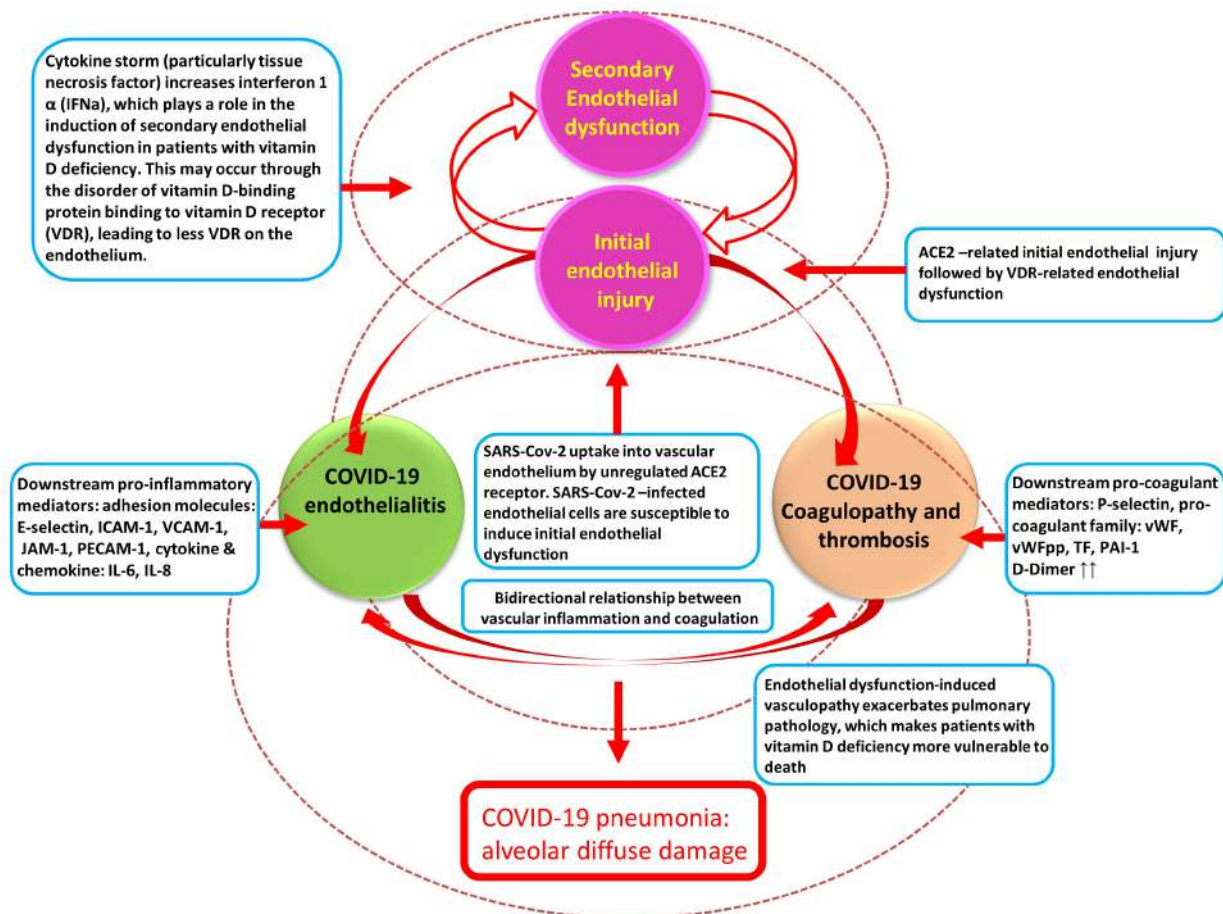 Cytokine storm (particularly tissue
necrosis factor) increases interferon 1
α (IFNa), which plays a role in the
induction of secondary endothelial
dysfunction in patients with vitamin
D deficiency. This may occur through
the disorder of vitamin D-binding
protein binding to vitamin D receptor
(VDR), leading to less VDR on the
endothelium.
Secondary
Endothelial
dysfunction
Initial
endothelial
injury
ACE2 –related initial endothelial injury
followed by VDR-related endothelial
dysfunction
COVID-19
endothelialitis
SARS-Cov-2 uptake into vascular
endothelium by unregulated ACE2
receptor. SARS-Cov-2 –infected
endothelial cells are susceptible to
induce initial endothelial
dysfunction
COVID-19
Coagulopathy and
thrombosis
Downstream pro-inflammatory
mediators: adhesion molecules:
E-selectin, ICAM-1, VCAM-1,
JAM-1, PECAM-1, cytokine &
chemokine: IL-6, IL-8
Downstream pro-coagulant
mediators: P-selectin, pro-
coagulant family: vWF,
vWFpp, TF, PAI-1
D-Dimer ↑↑
Bidirectional relationship between
vascular inflammation and coagulation
Endothelial dysfunction-induced
vasculopathy exacerbates pulmonary
pathology, which makes patients with
vitamin D deficiency more vulnerable to
death
COVID-19 pneumonia:
alveolar diffuse damage